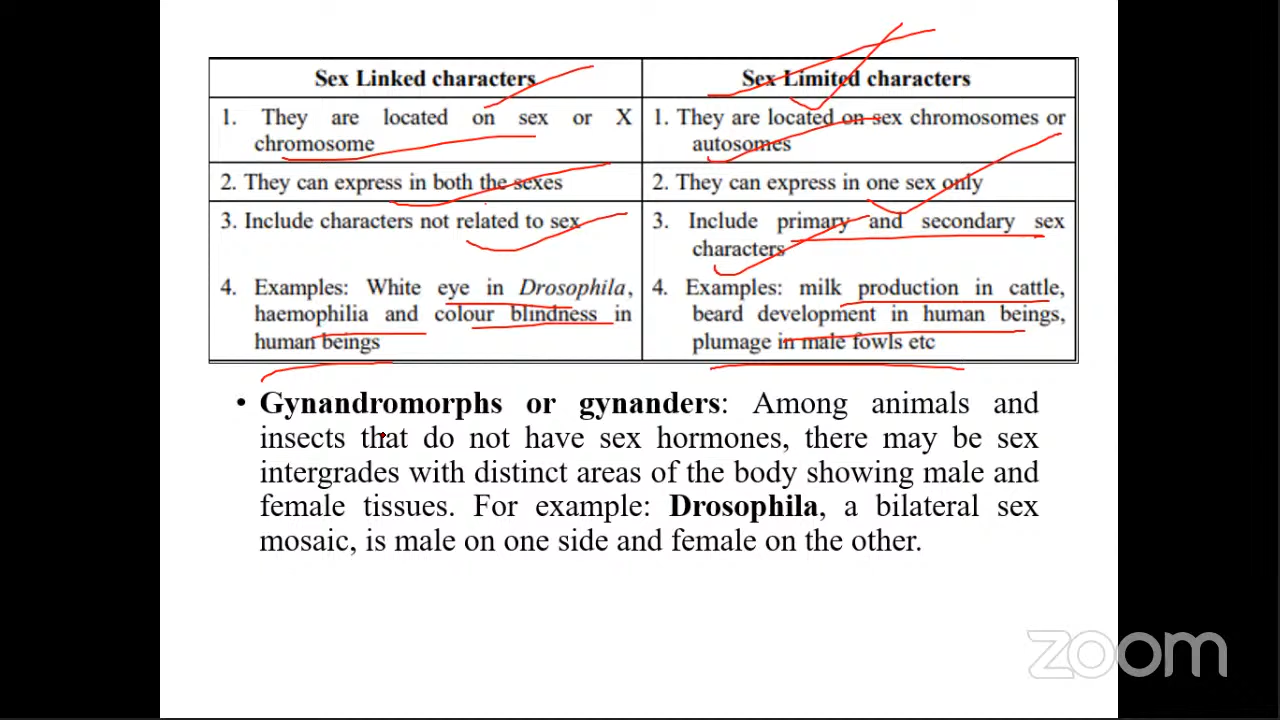 Sex Linked characters
Sex Limited characters
1. They are located on sex or X
chromosome
1. They are located on sex chromosomes or
autosomes
2. They can express in both the sexes
2. They can express in one sex only
3. Include characters not related to sex
3. Include primary and secondary sex
characters
4. Examples: White eye in Drosophila,
haemophilia and colour blindness in
human beings
4. Examples: milk production in cattle,
beard development in human beings,
plumage in male fowls etc
• Gynandromorphs or gynanders: Among animals and
insects that do not have sex hormones, there may be sex
intergrades with distinct areas of the body showing male and
female tissues. For example: Drosophila, a bilateral sex
mosaic, is male on one side and female on the other.
zoom